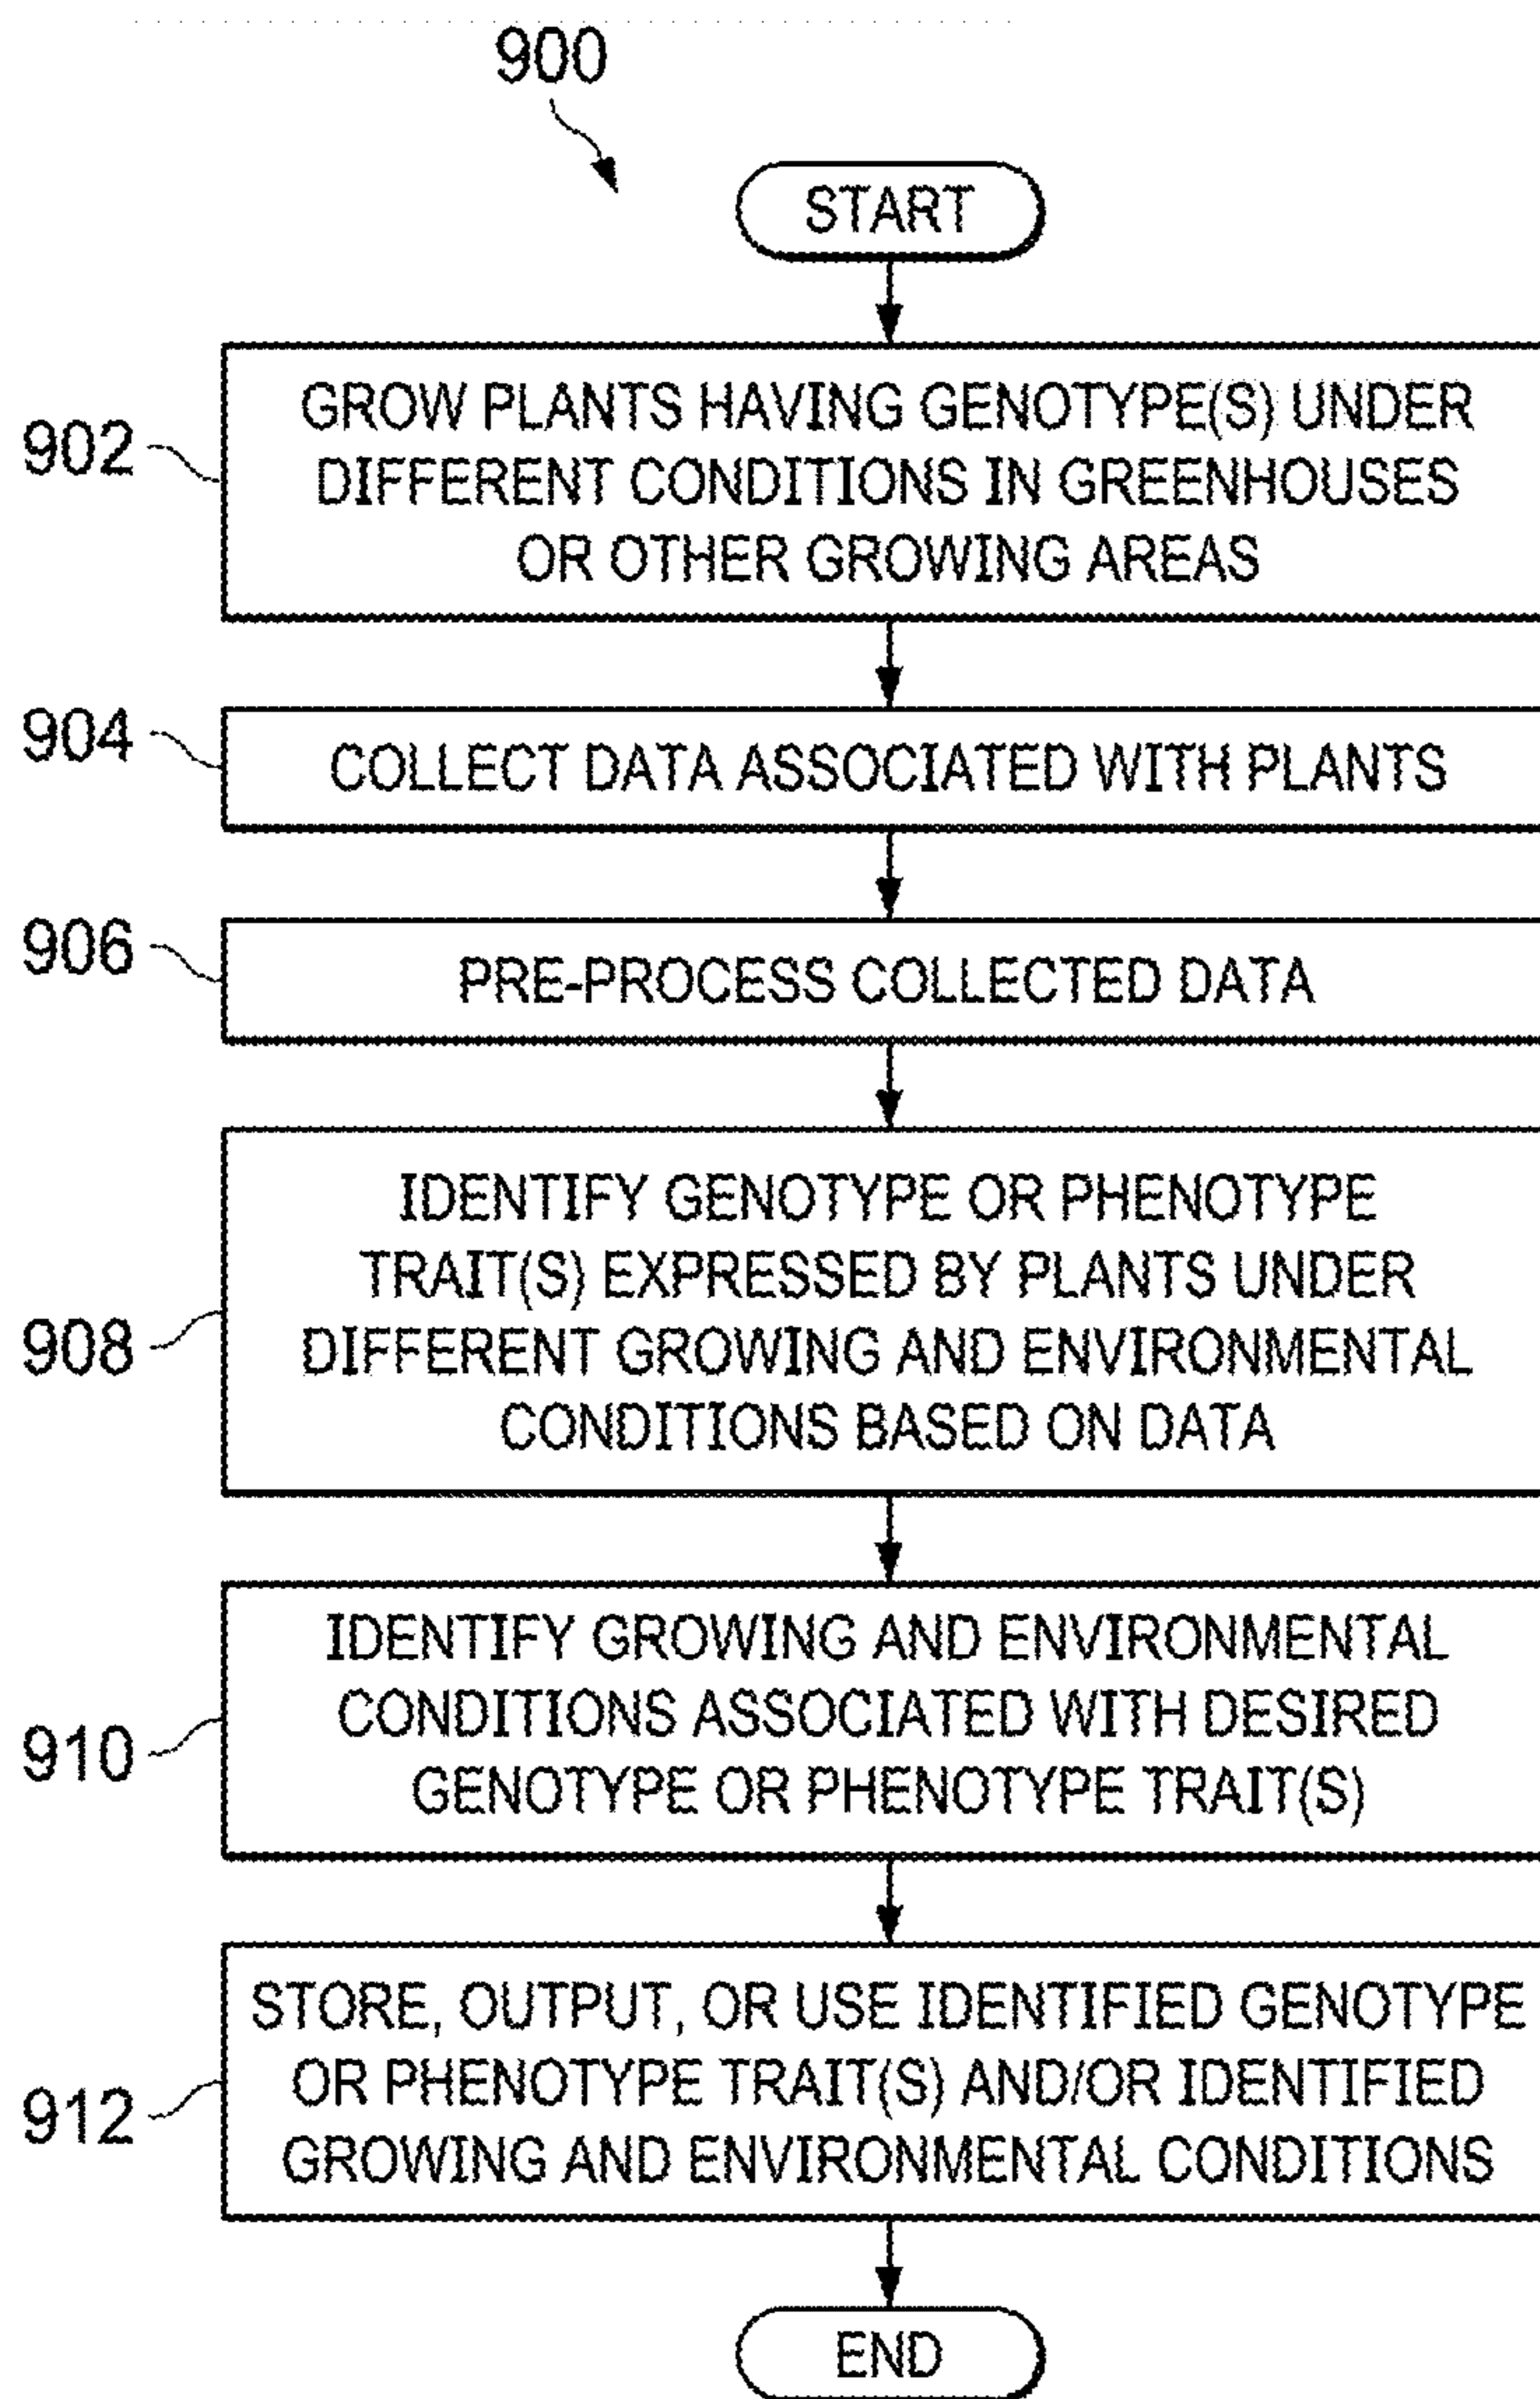 900
START
902
GROW PLANTS HAVING GENOTYPE(S) UNDER
DIFFERENT CONDITIONS IN GREENHOUSES
OR OTHER GROWING AREAS
904
COLLECT DATA ASSOCIATED WITH PLANTS
906
PRE-PROCESS COLLECTED DATA
908
IDENTIFY GENOTYPE OR PHENOTYPE
TRAIT(S) EXPRESSED BY PLANTS UNDER
DIFFERENT GROWING AND ENVIRONMENTAL
CONDITIONS BASED ON DATA
910
IDENTIFY GROWING AND ENVIRONMENTAL
CONDITIONS ASSOCIATED WITH DESIRED
GENOTYPE OR PHENOTYPE TRAIT(S)
912
STORE, OUTPUT, OR USE IDENTIFIED GENOTYPE
OR PHENOTYPE TRAIT(S) AND/OR IDENTIFIED
GROWING AND ENVIRONMENTAL CONDITIONS
END